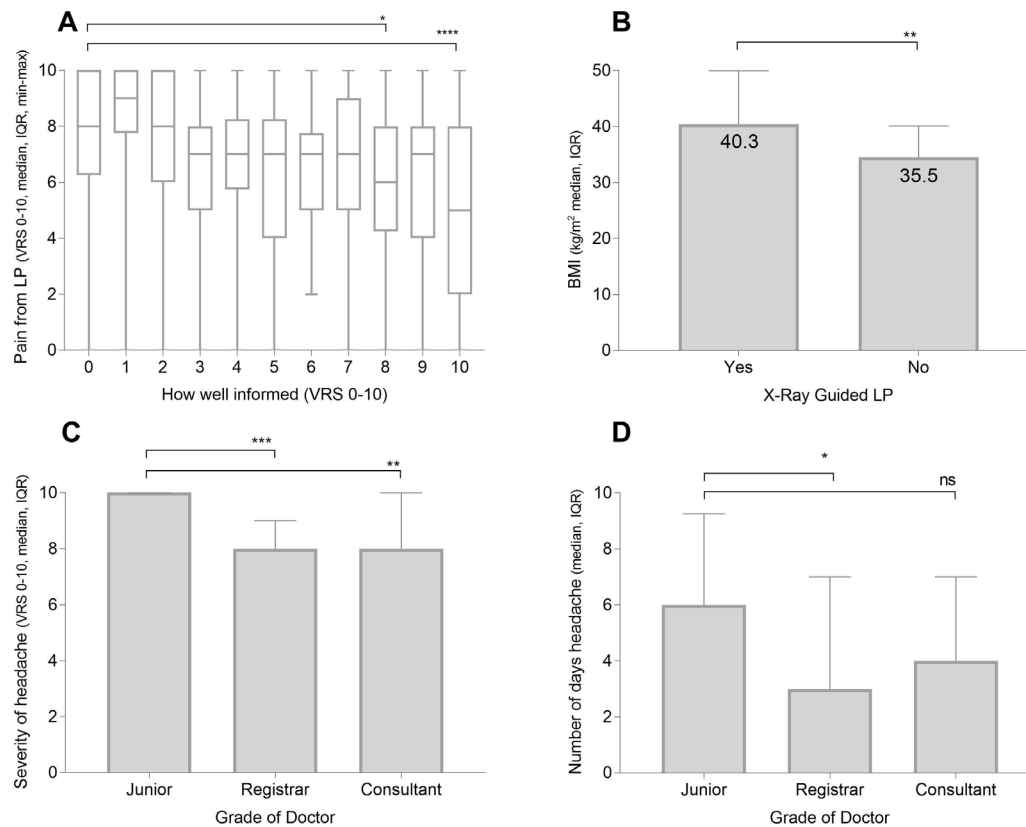 A
*
****
Pain from LP (VRS 0-10, median, IQR, min-max)
10
8
6
4
2
0
0 1 2 3 4 5 6 7 8 9 10
How well informed (VRS 0-10)
B
**
BMI (kg/m² median, IQR)
50
40
30
20
10
0
40.3
35.5
Yes No
X-Ray Guided LP
C
***
**
Severity of headache (VRS 0-10, median, IQR)
10
8
6
4
2
0
Junior Registrar Consultant
Grade of Doctor
D
*
ns
Number of days headache (median, IQR)
10
8
6
4
2
0
Junior Registrar Consultant
Grade of Doctor